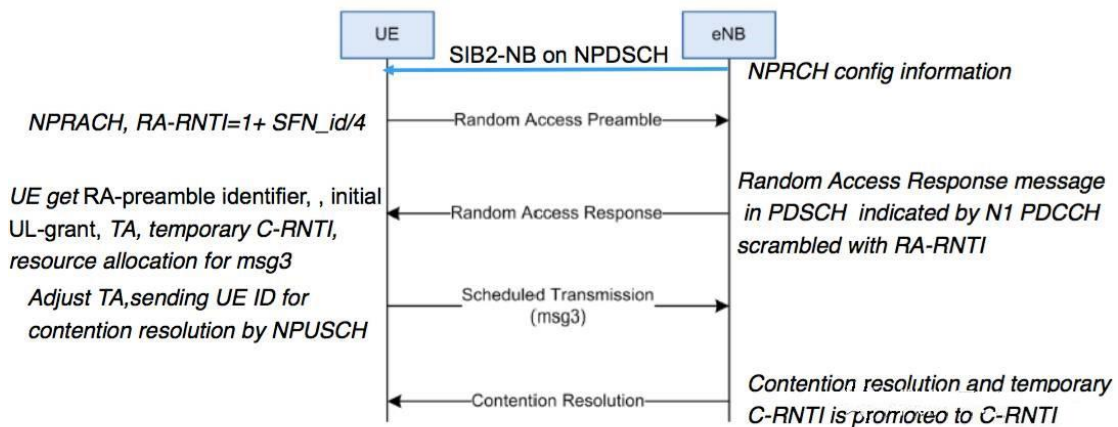 UE
eNB
SIB2-NB on NPDSCH
NPRCH config information
NPRACH, RA-RNTI=1+ SFN_id/4
Random Access Preamble
UE get RA-preamble identifier, , initial
UL-grant, TA, temporary C-RNTI,
resource allocation for msg3
Random Access Response
Random Access Response message
in PDSCH indicated by N1 PDCCH
scrambled with RA-RNTI
Adjust TA,sending UE ID for
contention resolution by NPUSCH
Scheduled Transmission
(msg3)
Contention Resolution
Contention resolution and temporary
C-RNTI is promoted to C-RNTI